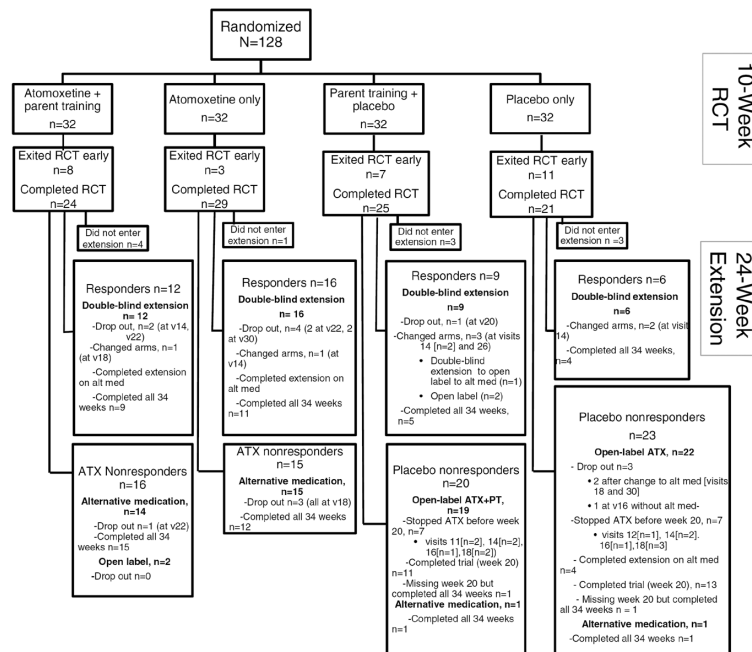 Randomized
N=128
10-Week
RCT
Atomoxetine +
parent training
n=32
Atomoxetine only
n=32
Parent training +
placebo
n=32
Placebo only
n=32
Exited RCT early
n=8
Completed RCT
n=24
Exited RCT early
n=3
Completed RCT
n=29
Exited RCT early
n=7
Completed RCT
n=25
Exited RCT early
n=11
Completed RCT
n=21
Did not enter
extension n=4
Did not enter
extension n=1
Did not enter
extension n=3
Did not enter
extension n =3
24-Week
Extension
Responders n=12
Double-blind extension
n= 12
-Drop out, n=2 (at v14,
v22)
-Changed arms, n=1
(at v18)
-Completed extension on
alt med
-Completed all 34
weeks n=9
Responders n=16
Double-blind extension
n= 16
-Drop out, n=4 (2 at v22, 2
at v30)
-Changed arms, n=1 (at
v14)
-Completed extension on
alt med
-Completed all 34 weeks
n=11
Responders n=9
Double-blind extension
n=9
-Drop out, n=1 (at v20)
-Changed arms, n=3 (at visits
14 [n=2] and 26)
• Double-blind
extension to open
label to alt med (n=1)
• Open label (n=2)
-Completed all 34 weeks,
n=5
Responders n=6
Double-blind extension
n=6
-Changed arms, n=2 (at visit
14)
-Completed all 34 weeks,
n=4
ATX Nonresponders
n=16
Alternative medication,
n=14
-Drop out n=1 (at v22)
-Completed all 34
weeks n=15
Open label, n=2
-Drop out n=0
ATX Nonresponders
n=15
Alternative medication,
n=15
-Drop out n=3 (all at v18)
-Completed all 34 weeks
n=12
Placebo nonresponders
n=20
Open-label ATX+PT,
n=19
-Stopped ATX before week
20, n=7
• visits 11[n=2], 14[n=2],
16[n=1],18[n=2])
-Completed trial (week 20)
n=11
-Missing week 20 but
completed all 34 weeks n=1
Alternative medication, n=1
-Completed all 34 weeks
n=1
Placebo nonresponders
n=23
Open-label ATX, n=22
- Drop out n=3
• 2 after change to alt med [visits
18 and 30]
• 1 at v16 without alt med-
-Stopped ATX before week 20, n=7
• visits 12[n=1], 14[n=2].
16[n=1],18[n=3]
- Completed extension on alt med
n=4
-Completed trial (week 20), n=13
- Missing week 20 but completed
all 34 weeks n = 1
Alternative medication, n=1
-Completed all 34 weeks n=1